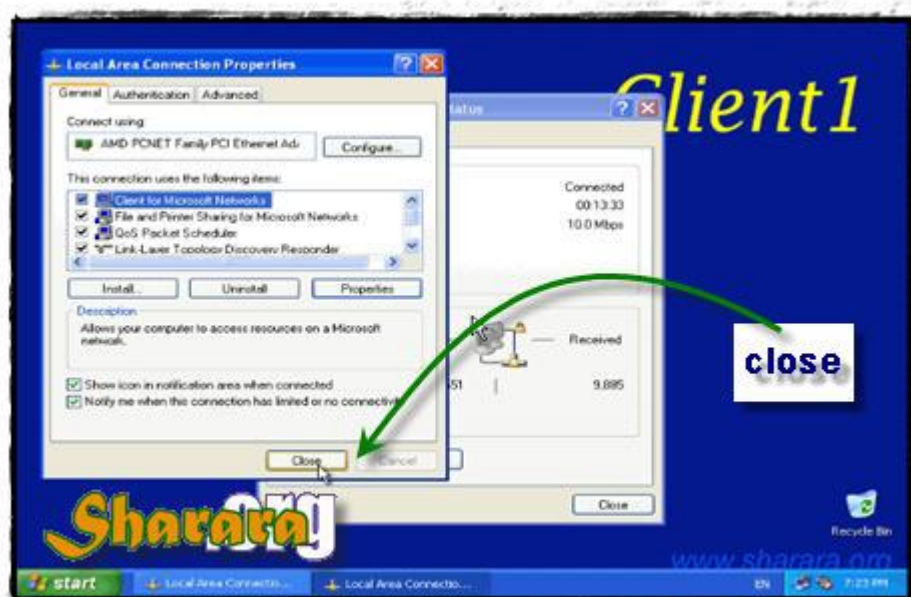 Local Area Connection Properties
Client1
General Authentication Advanced
Connect using:
AMD PCNET Family PCI Ethernet Ada
Configure...
This connection uses the following items:
Client for Microsoft Networks
File and Printer Sharing for Microsoft Networks
QoS Packet Scheduler
Link-Layer Topology Discovery Responder
Install...
Uninstall
Properties
Description
Allows your computer to access resources on a Microsoft
network.
Show icon in notification area when connected
Notify me when this connection has limited or no connectivity
Close
Cancel
Connected
00:13:33
10.0 Mbps
Received
9,885
Close
close
Sharara.org
Recycle Bin
www.sharara.org
start
Local Area Connectio...
Local Area Connectio...
EN
7:23 PM